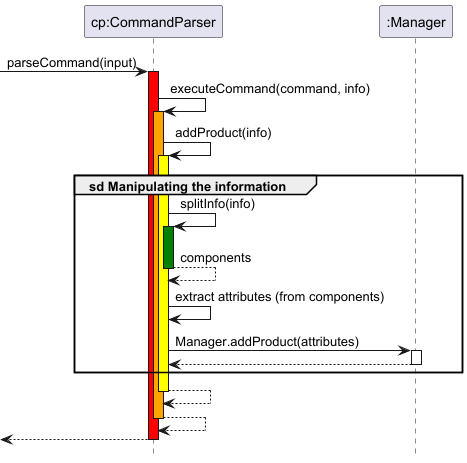 cp:CommandParser
:Manager
parseCommand(input)
executeCommand(command, info)
addProduct(info)
sd Manipulating the information
splitInfo(info)
components
extract attributes (from components)
Manager.addProduct(attributes)